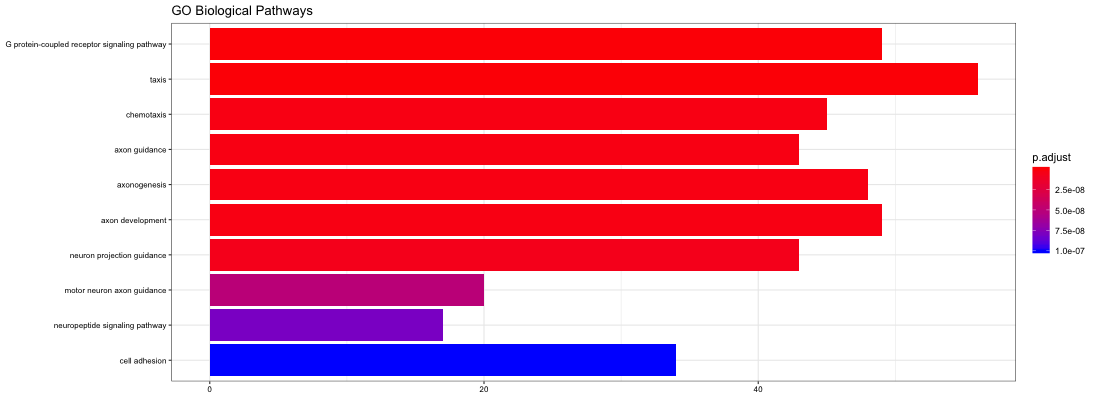 GO Biological Pathways
G protein-coupled receptor signaling pathway
taxis
chemotaxis
axon guidance
axonogenesis
axon development
neuron projection guidance
motor neuron axon guidance
neuropeptide signaling pathway
cell adhesion
0 20 40
p.adjust
2.5e-08
5.0e-08
7.5e-08
1.0e-07